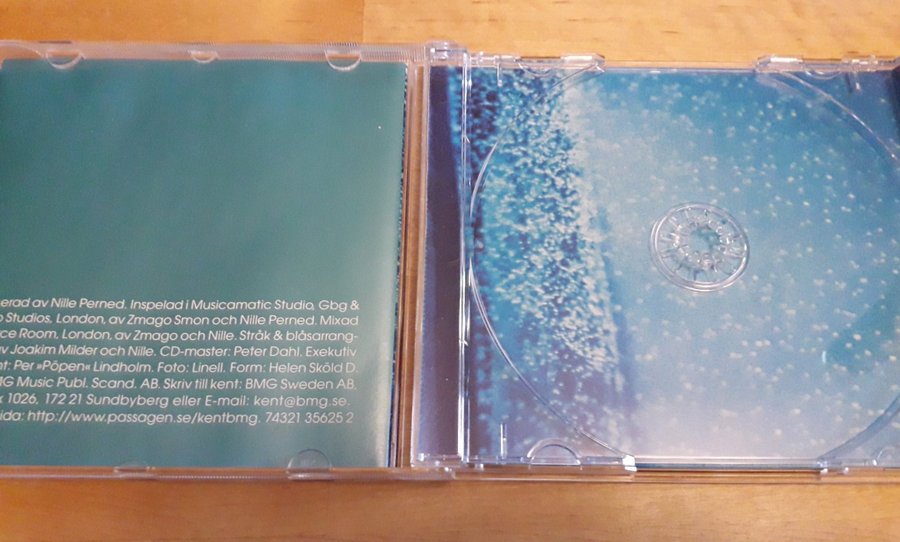 erad av Nille Perned. Inspelad i Musicamatic Studio, Gbg &
Studios, London, av Zmago Smon och Nille Perned. Mixad
rce Room, London, av Zmago och Nille. Stråk & blåsarrang-
av Joakim Milder och Nille. CD-master: Peter Dahl. Exekutiv
nt: Per »Pöpen« Lindholm. Foto: Linell. Form: Helen Sköld D.
MG Music Publ. Scand. AB. Skriv till kent: BMG Sweden AB,
x 1026, 172 21 Sundbyberg eller E-mail: kent@bmg.se.
ida: http://www.passagen.se/kentbmg. 74321 35625 2